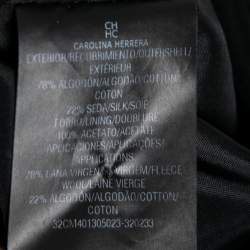 CH
HC
CAROLINA HERRERA
EXTERIOR/RECUBRIMIENTO/OUTERSHELL/
EXTÉRIEUR
78% ALGODÓN/ALGODÃO/COTTON/
COTON
22% SEDA/SILK/SOIE
FORRO/LINING/DOUBLURE
100% ACETATO/ACETATE
APLICACIONES/APLICAÇÕES/
APPLICATIONS
78% LANA VIRGEN/ VIRGEM/FLEECE
WOOL/LAINE VIERGE
22% ALGODÓN/ALGODÃO/COTTON/
COTON
32CM401305023-320233